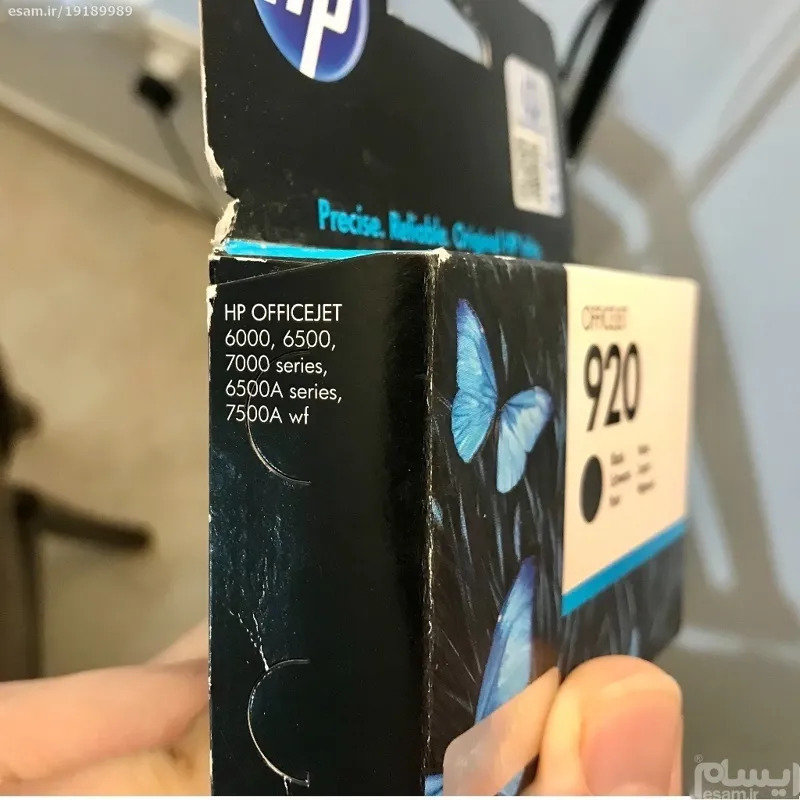 esam.ir/19189989
hp
Precise. Reliable. Original HP Inks.
HP OFFICEJET
6000, 6500,
7000 series,
6500A series,
7500A wf
OFFICEJET
920
ایسام
esam.ir